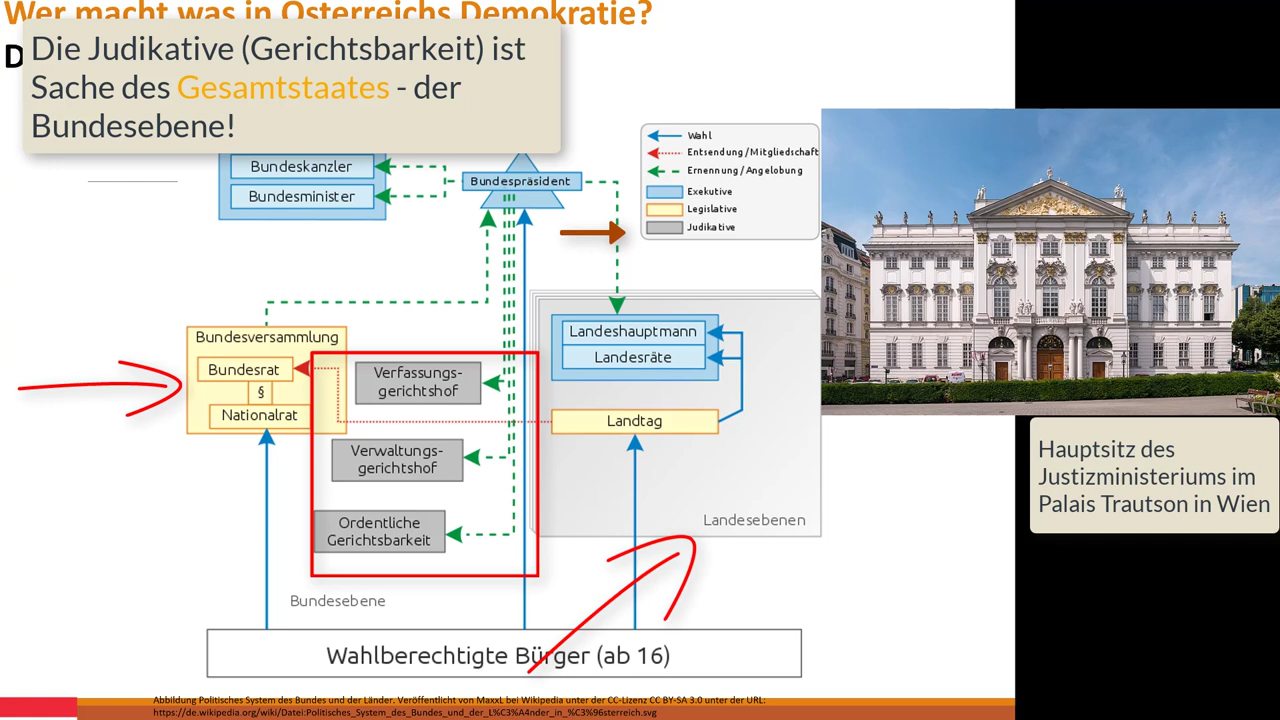 Wer macht was in Österreichs Demokratie?
D
Die Judikative (Gerichtsbarkeit) ist
Sache des Gesamtstaates - der
Bundesebene!
Bundeskanzler
Bundesminister
Bundespräsident
Wahl
Entsendung/Mitgliedschaft
Ernennung/Angelobung
Exekutive
Legislative
Judikative
Bundesversammlung
Bundesrat
§
Nationalrat
Verfassungs-
gerichtshof
Verwaltungs-
gerichtshof
Ordentliche
Gerichtsbarkeit
Landeshauptmann
Landesräte
Landtag
Landesebenen
Bundesebene
Wahlberechtigte Bürger (ab 16)
Hauptsitz des
Justizministeriums im
Palais Trautson in Wien
Abbildung Politisches System des Bundes und der Länder. Veröffentlicht von MaxxL bei Wikipedia unter der CC-Lizenz CC BY-SA 3.0 unter der URL:
https://de.wikipedia.org/wiki/Datei:Politisches_System_des_Bundes_und_der_L%C3%A4nder_in_%C3%96sterreich.svg